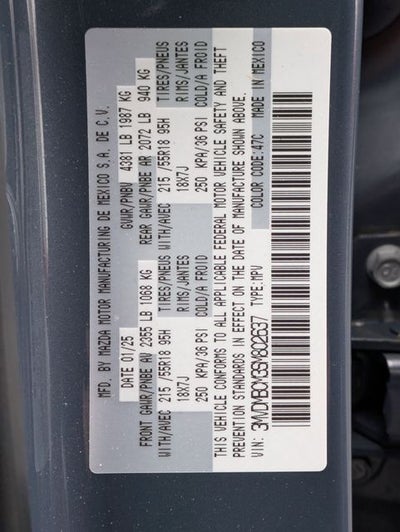 MFD. BY MAZDA MOTOR MANUFACTURING DE MEXICO S.A. DE C.V.
DATE 01/25 GVWR/PNBV 4381 LB 1987 KG
FRONT GAWR/PNBE AV 2355 LB 1068 KG REAR GAWR/PNBE AR 2072 LB 940 KG
WITH/AVEC 215 /55R18 95H TIRES/PNEUS WITH/AVEC 215 /55R18 95H TIRES/PNEUS
18X7J RIMS/JANTES 18X7J RIMS/JANTES
250 KPA/36 PSI COLD/A FROID 250 KPA/36 PSI COLD/A FROID
THIS VEHICLE CONFORMS TO ALL APPLICABLE FEDERAL MOTOR VEHICLE SAFETY AND THEFT
PREVENTION STANDARDS IN EFFECT ON THE DATE OF MANUFACTURE SHOWN ABOVE.
VIN: 3MVDMBCM3SM802637 TYPE:MPV COLOR CODE:47C MADE IN MEXICO